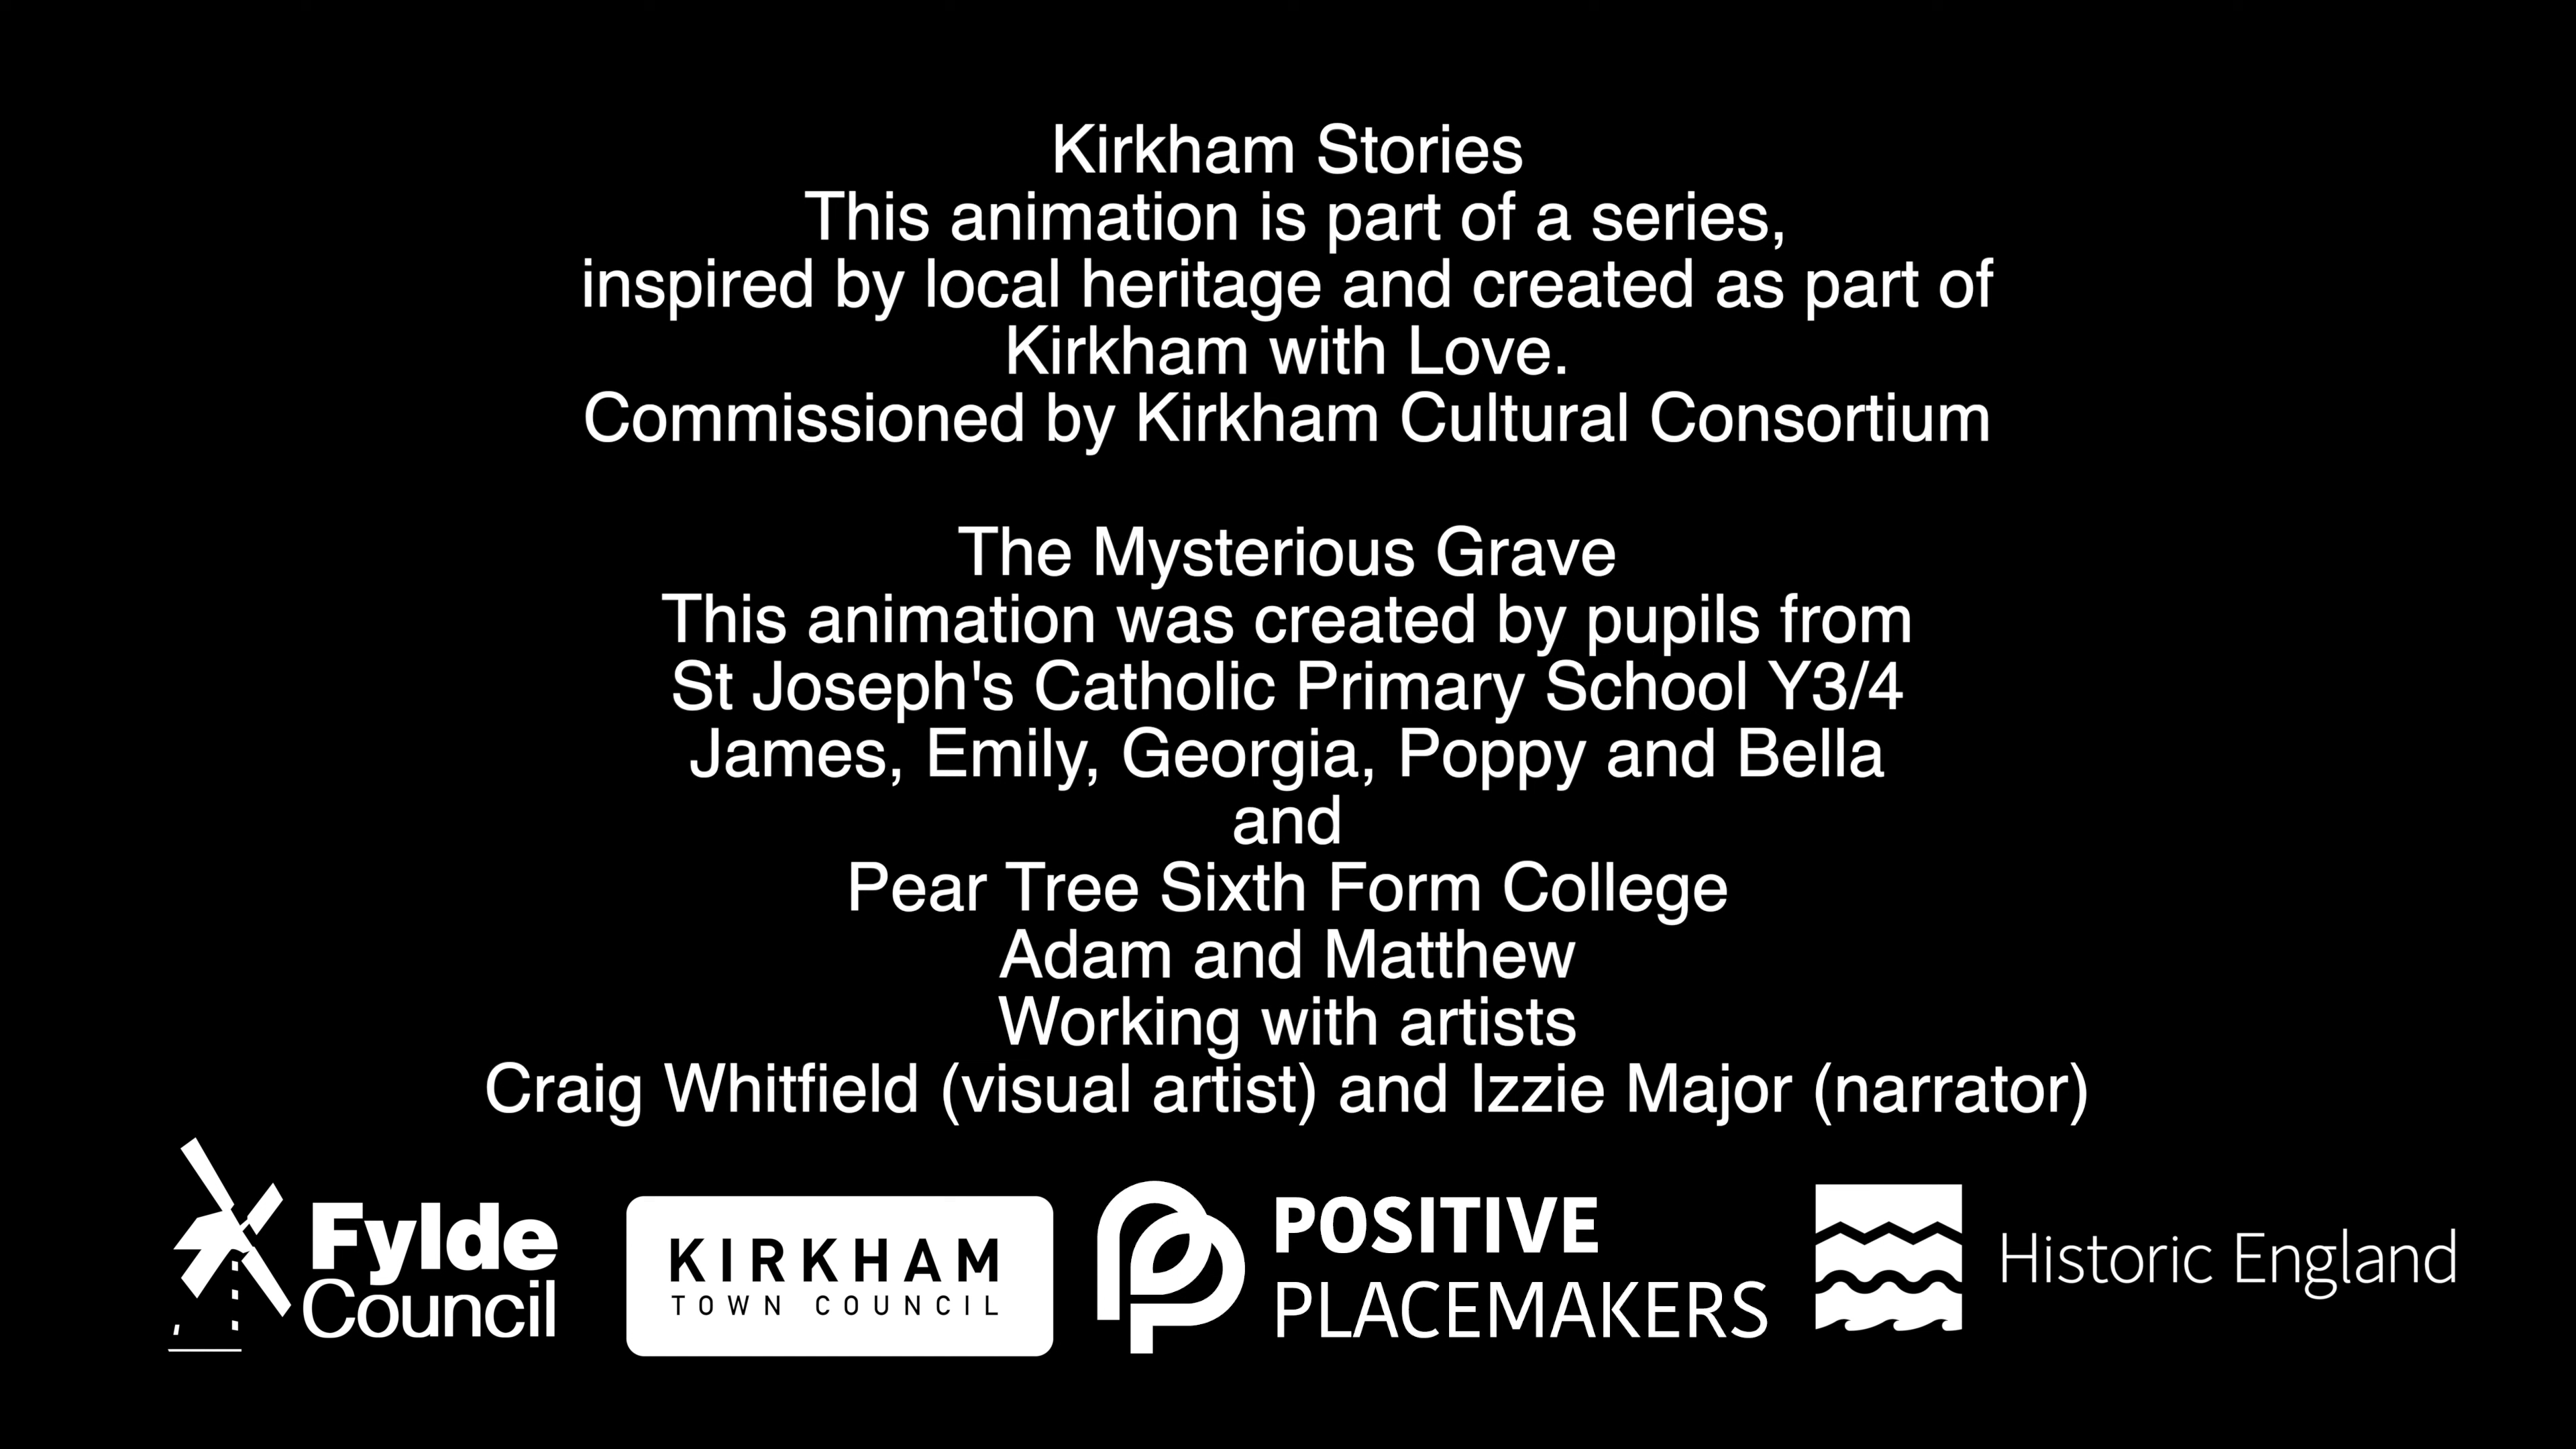 Kirkham Stories
This animation is part of a series,
inspired by local heritage and created as part of
Kirkham with Love.
Commissioned by Kirkham Cultural Consortium
The Mysterious Grave
This animation was created by pupils from
St Joseph's Catholic Primary School Y3/4
James, Emily, Georgia, Poppy and Bella
and
Pear Tree Sixth Form College
Adam and Matthew
Working with artists
Craig Whitfield (visual artist) and Izzie Major (narrator)
Fylde
Council
KIRKHAM
TOWN COUNCIL
POSITIVE
PLACEMAKERS
Historic England